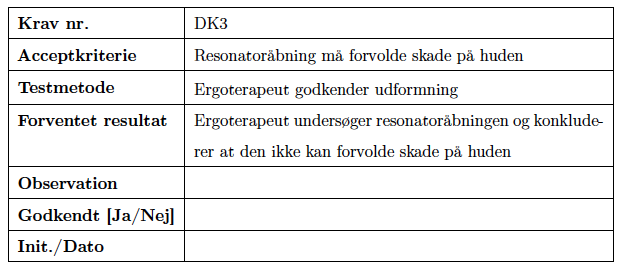 Krav nr. DK3
Acceptkriterie Resonatoråbning må forvolde skade på huden
Testmetode Ergoterapeut godkender udformning
Forventet resultat Ergoterapeut undersøger resonatoråbningen og konklude-
rer at den ikke kan forvolde skade på huden
Observation
Godkendt [Ja/Nej]
Init./Dato